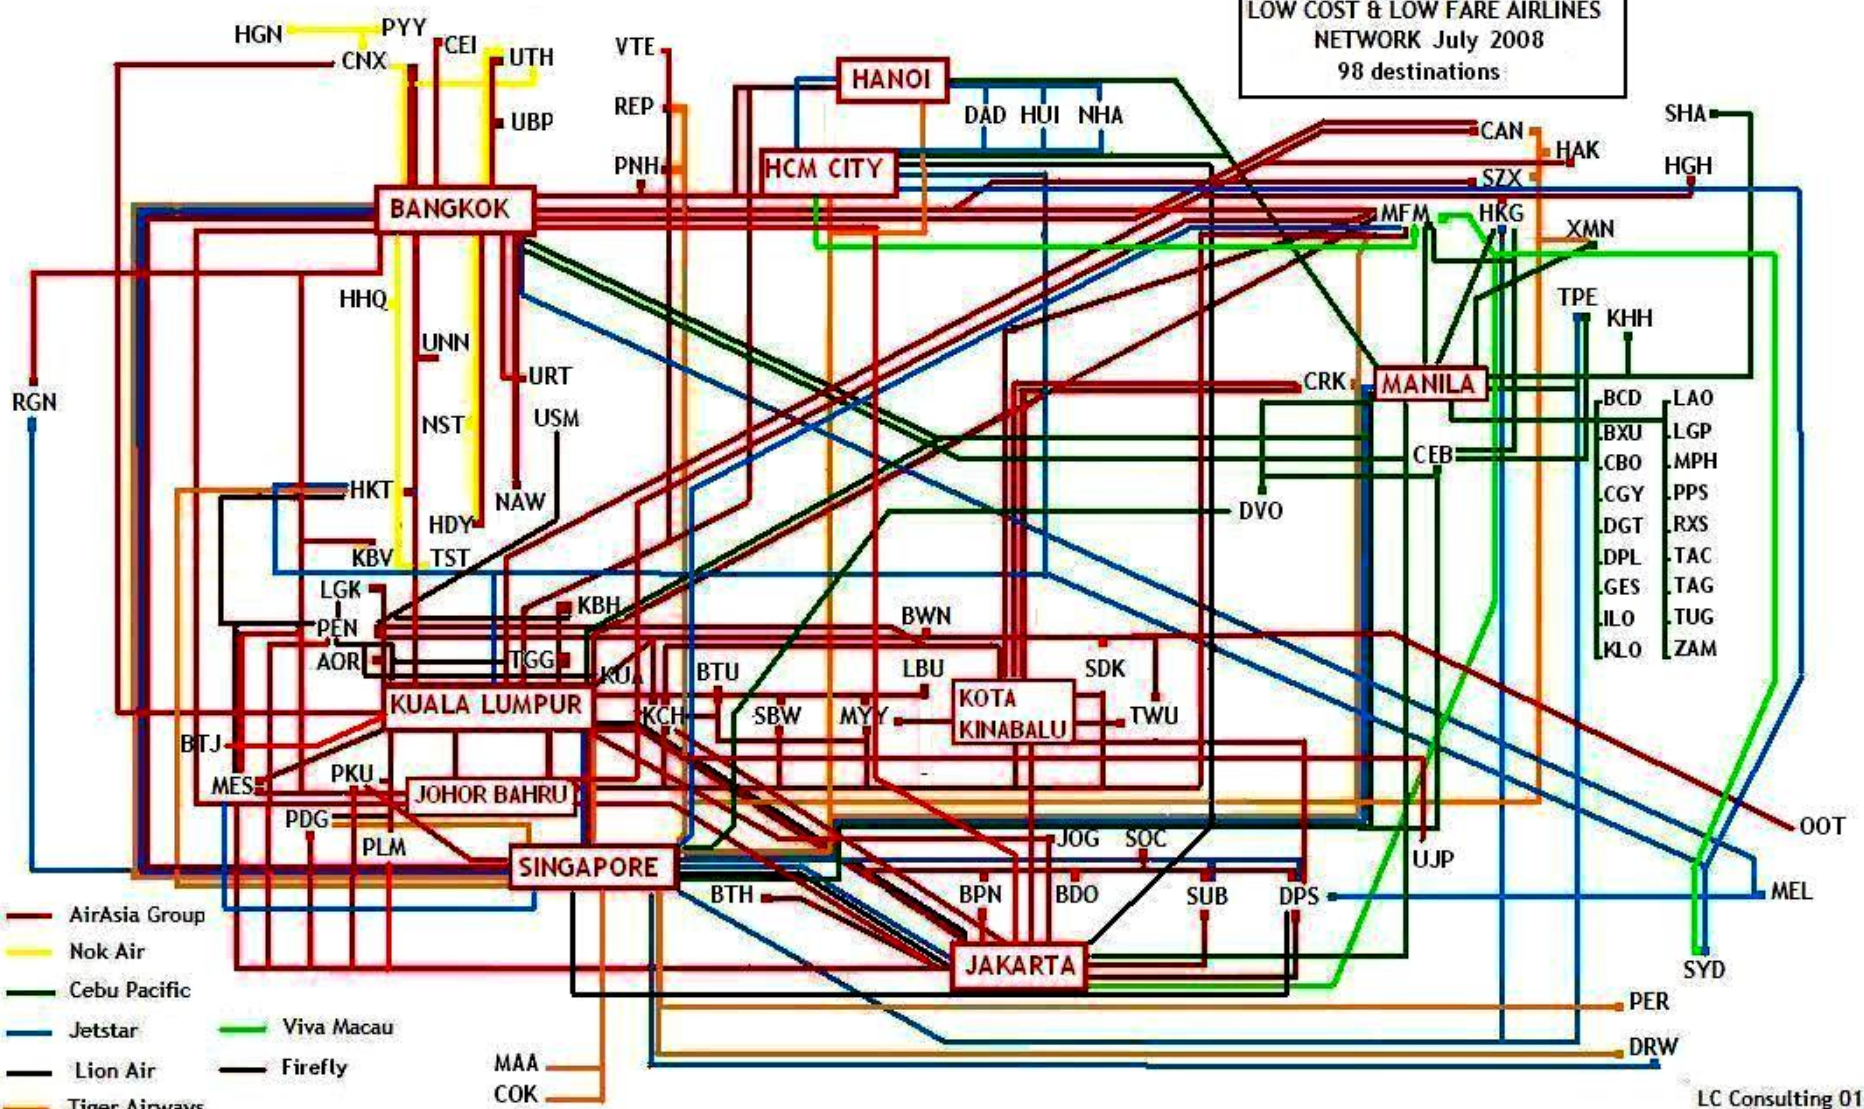 LOW COST & LOW FARE AIRLINES
NETWORK July 2008
98 destinations
HGN
PYY
CEI
CNX
UTH
UBP
VTE
REP
PNH
HANOI
DAD HUI NHA
HCM CITY
CAN
HAK
SZX
SHA
HGH
BANGKOK
MFM
HKG
XMN
TPE
KHH
HHQ
UNN
URT
RGN
NST
USM
CRK
MANILA
BCD
BXU
CBO
CGY
DGT
DPL
GES
ILO
KLO
LAO
LGP
MPH
PPS
RXS
TAC
TAG
TUG
ZAM
CEB
DVO
HKT
NAW
HDY
KBV
TST
LGK
KBH
PEN
AOR
TGG
KUA
BWN
BTU
LBU
SDK
KUALA LUMPUR
KCH
SBW
MYY
KOTA
KINABALU
TWU
BTJ
MES
PKU
JOHOR BAHRU
PDG
PLM
SINGAPORE
JOG
SOC
UJP
OOT
BTH
BPN
BDO
SUB
DPS
MEL
JAKARTA
SYD
PER
DRW
MAA
COK
AirAsia Group
Nok Air
Cebu Pacific
Jetstar
Lion Air
Tiger Airways
Viva Macau
Firefly
LC Consulting 01